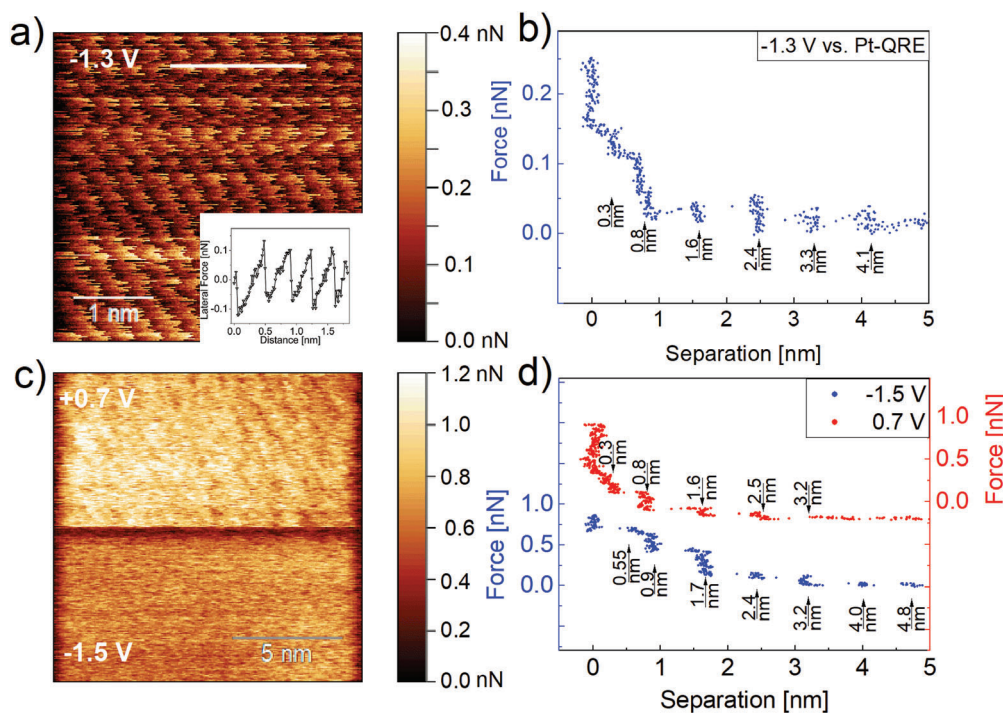 a)
-1.3 V
1 nm
Lateral Force [nN]
0.1
0.0
-0.1
0.0 0.5 1.0 1.5
Distance [nm]
0.4 nN
0.3
0.2
0.1
0.0 nN
b)
-1.3 V vs. Pt-QRE
Force [nN]
0.2
0.1
0.0
0.3 nm
0.8 nm
1.6 nm
2.4 nm
3.3 nm
4.1 nm
0 1 2 3 4 5
Separation [nm]
c)
+0.7 V
-1.5 V
5 nm
1.2 nN
1.0
0.8
0.6
0.4
0.2
0.0 nN
d)
-1.5 V
0.7 V
Force [nN]
1.0
0.5
0.0
Force [nN]
1.0
0.5
0.0
0.3 nm
0.8 nm
1.6 nm
2.5 nm
3.2 nm
0.55 nm
0.9 nm
1.7 nm
2.4 nm
3.2 nm
4.0 nm
4.8 nm
0 1 2 3 4 5
Separation [nm]